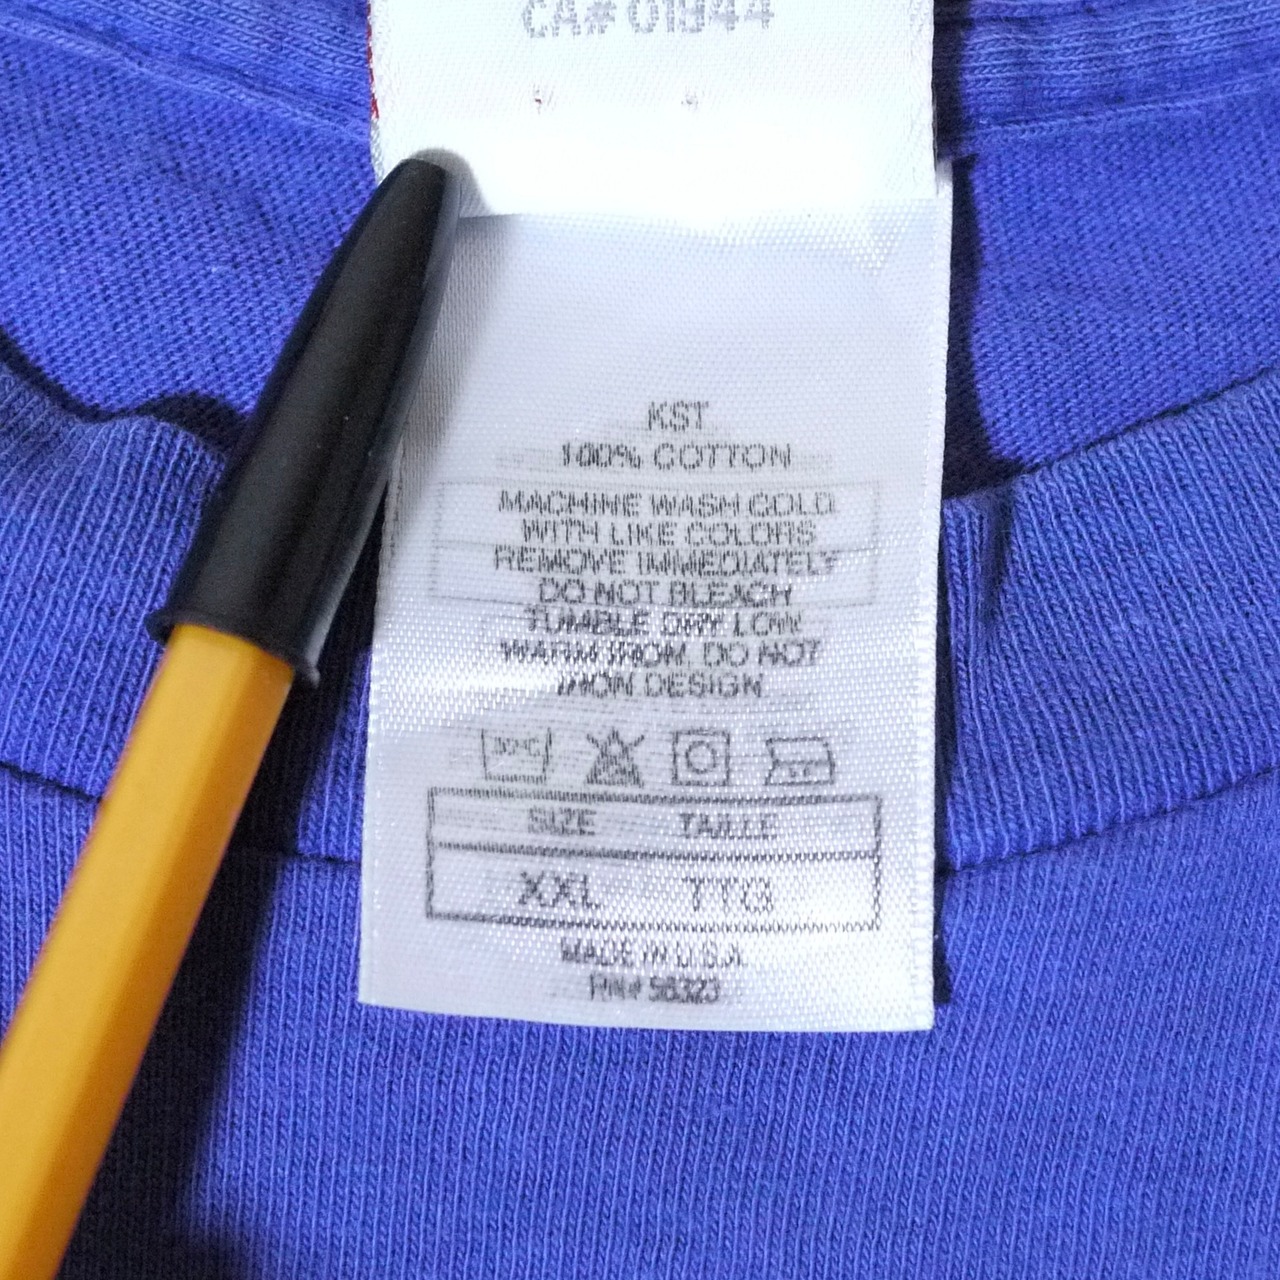 CA# 01944
KST
100% COTTON
MACHINE WASH COLD
WITH LIKE COLORS
REMOVE IMMEDIATELY
DO NOT BLEACH
TUMBLE DRY LOW
WARM IRON, DO NOT
IRON DESIGN
30°C
SIZE TAILLE
XXL TTG
MADE IN U.S.A.
RN# 56323